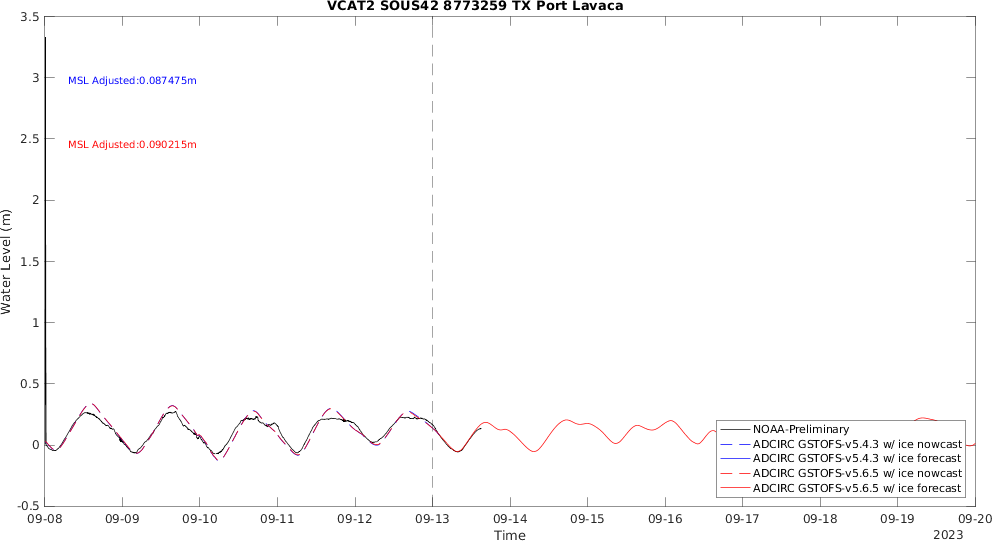 VCAT2 SOUS42 8773259 TX Port Lavaca
3.5
3
2.5
2
1.5
1
0.5
0
-0.5
Water Level (m)
MSL Adjusted:0.087475m
MSL Adjusted:0.090215m
NOAA-Preliminary
ADCIRC GSTOFS-v5.4.3 w/ ice nowcast
ADCIRC GSTOFS-v5.4.3 w/ ice forecast
ADCIRC GSTOFS-v5.6.5 w/ ice nowcast
ADCIRC GSTOFS-v5.6.5 w/ ice forecast
09-08 09-09 09-10 09-11 09-12 09-13 09-14 09-15 09-16 09-17 09-18 09-19 09-20
Time
2023